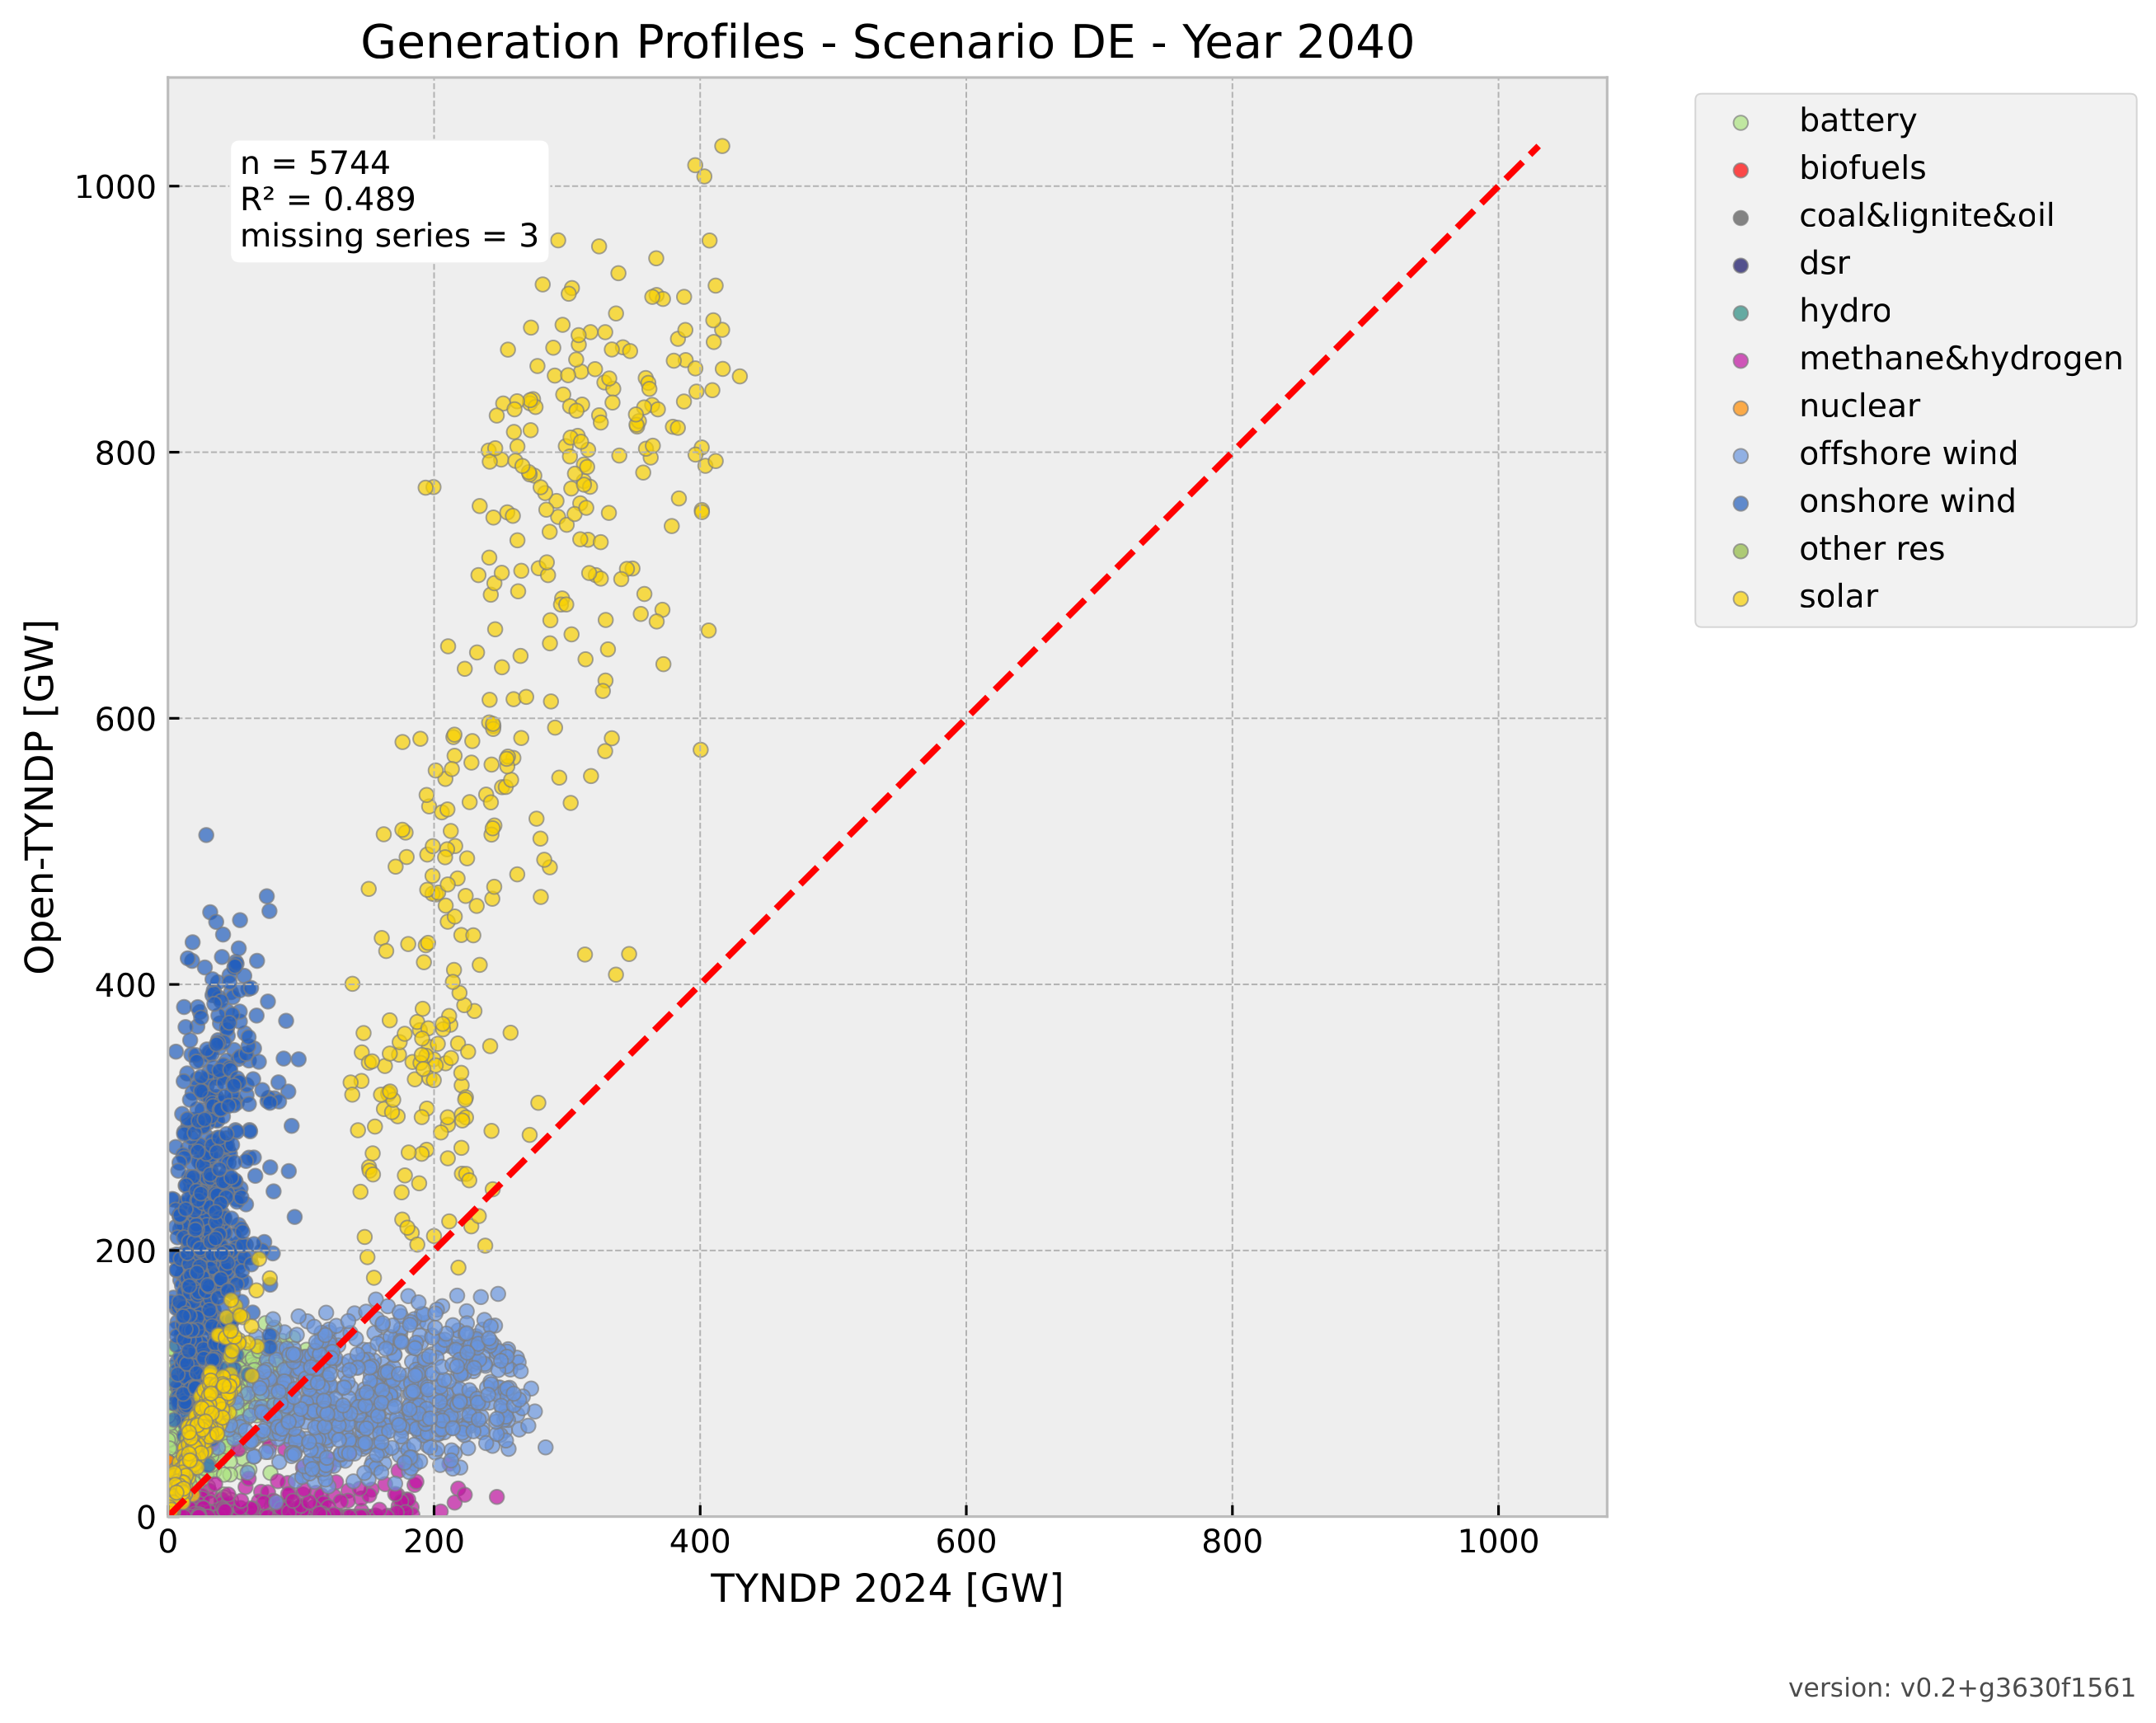 Generation Profiles - Scenario DE - Year 2040
n = 5744
R² = 0.489
missing series = 3
battery
biofuels
coal&lignite&oil
dsr
hydro
methane&hydrogen
nuclear
offshore wind
onshore wind
other res
solar
Open-TYNDP [GW]
1000
800
600
400
200
0
0 200 400 600 800 1000
TYNDP 2024 [GW]
version: v0.2+g3630f1561